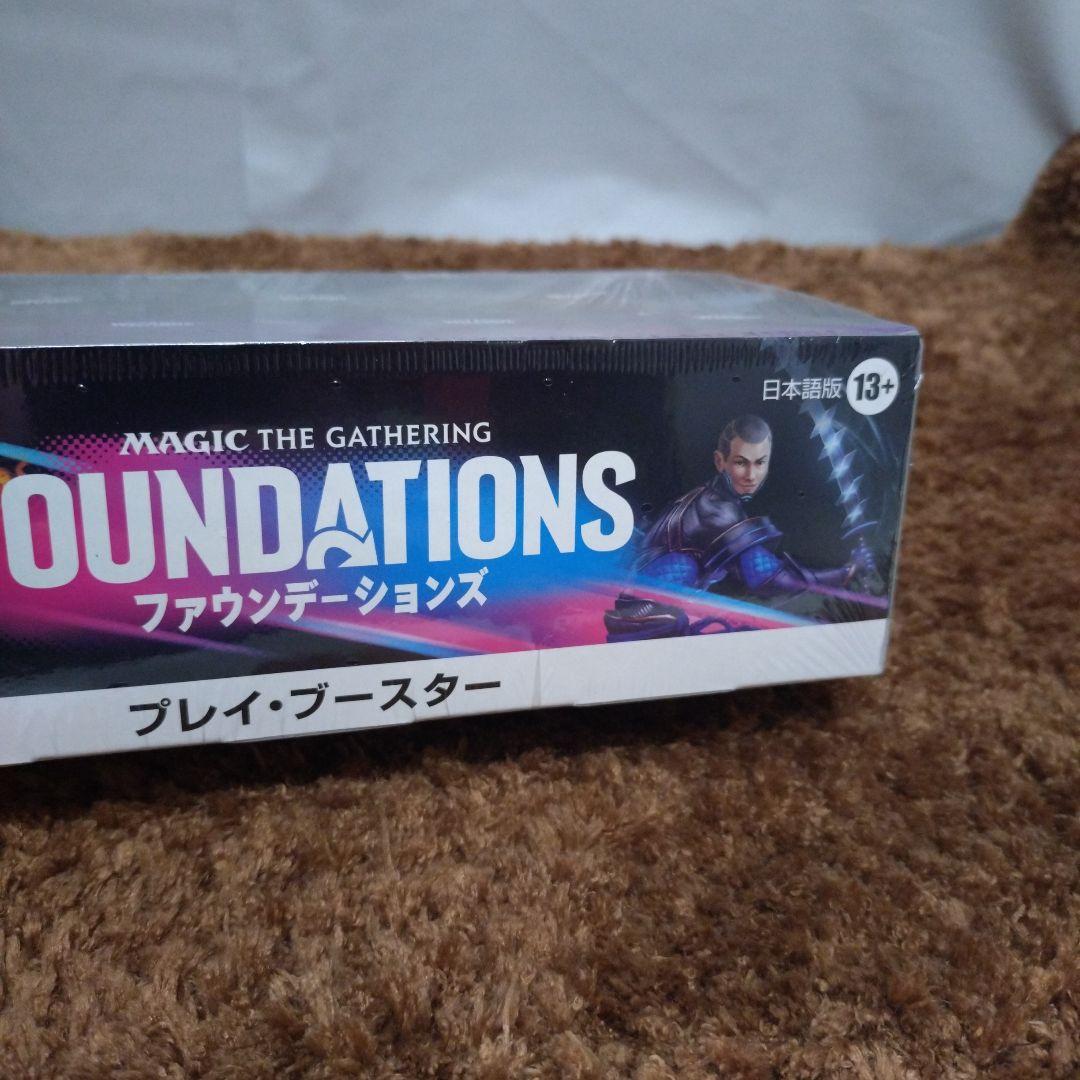 日本語版 13+
MAGIC THE GATHERING
OUNDATIONS
ファウンデーションズ
プレイ・ブースター